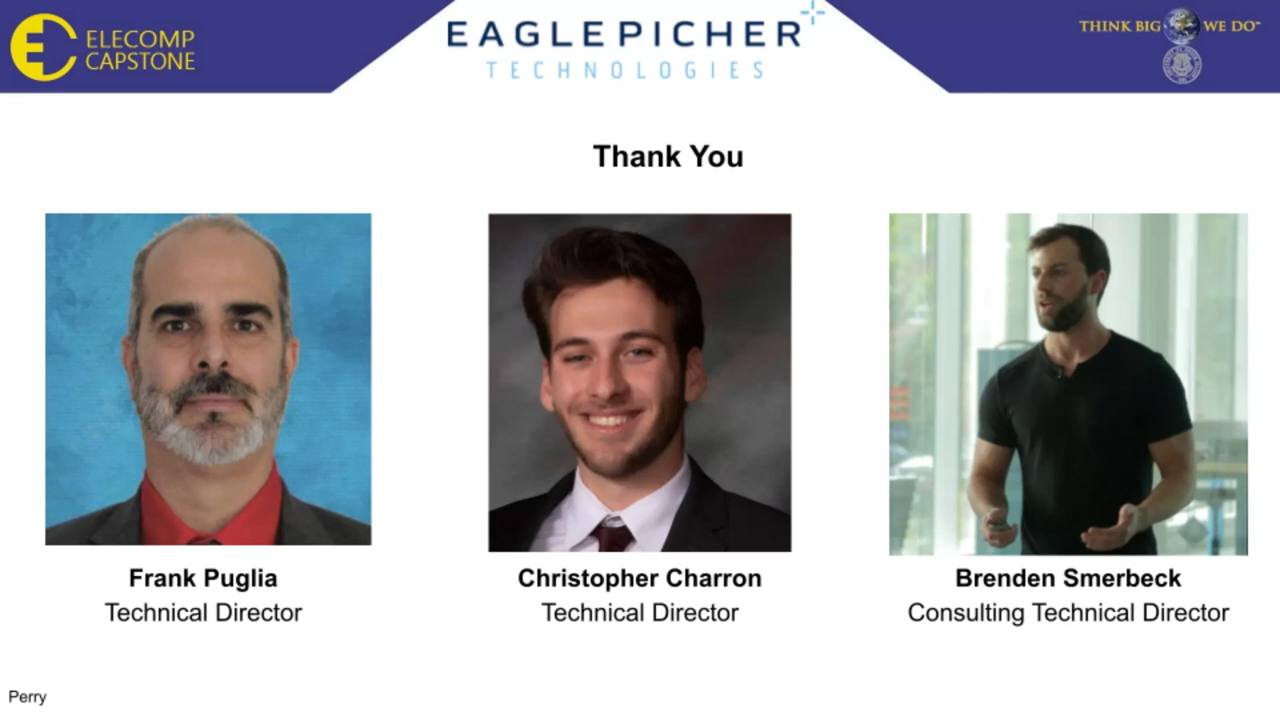 ELECOMP
CAPSTONE
EAGLEPICHER
TECHNOLOGIES
THINK BIG WE DO℠
Thank You
Frank Puglia
Technical Director
Christopher Charron
Technical Director
Brenden Smerbeck
Consulting Technical Director
Perry